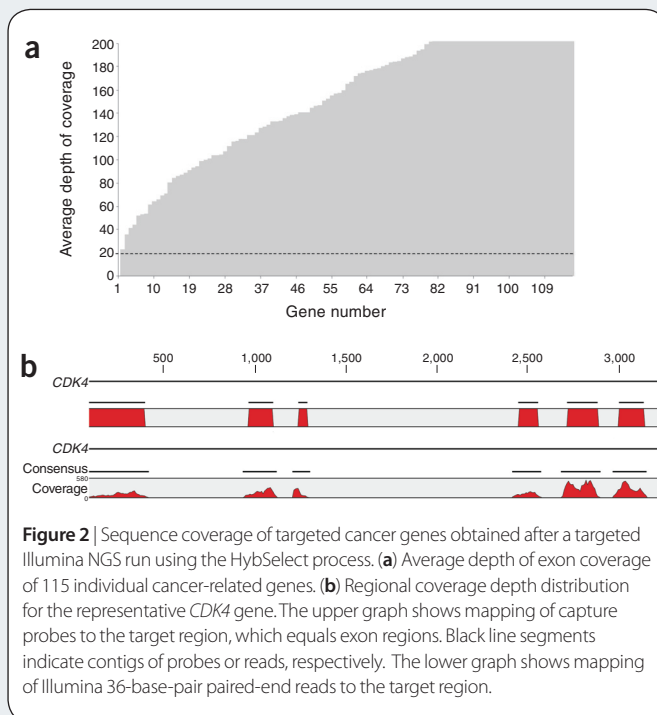 a
200
180
160
140
120
100
80
60
40
20
0
Average depth of coverage
1 10 19 28 37 46 55 64 73 82 91 100 109
Gene number
b
500 1,000 1,500 2,000 2,500 3,000
CDK4
CDK4
Consensus
580
Coverage
0
Figure 2 | Sequence coverage of targeted cancer genes obtained after a targeted
Illumina NGS run using the HybSelect process. (a) Average depth of exon coverage
of 115 individual cancer-related genes. (b) Regional coverage depth distribution
for the representative CDK4 gene. The upper graph shows mapping of capture
probes to the target region, which equals exon regions. Black line segments
indicate contigs of probes or reads, respectively. The lower graph shows mapping
of Illumina 36-base-pair paired-end reads to the target region.